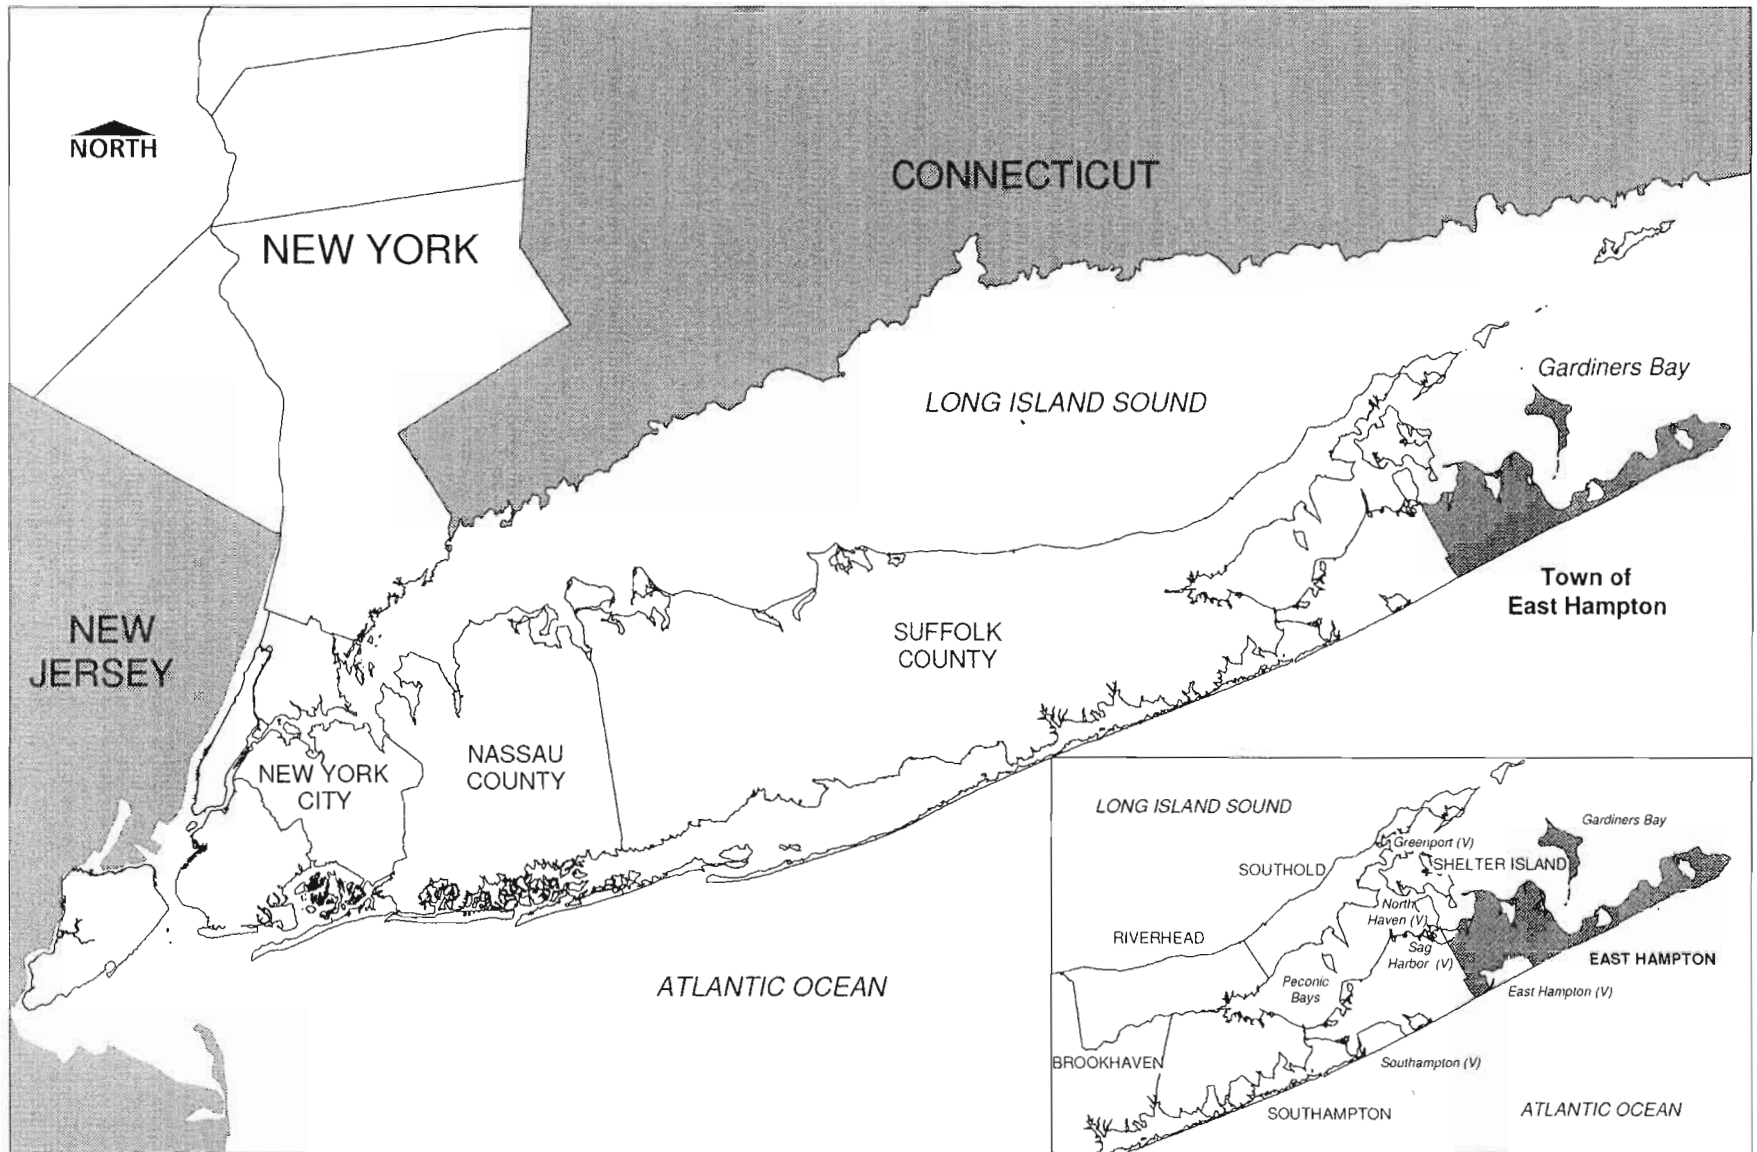 NORTH
CONNECTICUT
NEW YORK
Gardiners Bay
LONG ISLAND SOUND
Town of
East Hampton
NEW
JERSEY
SUFFOLK
COUNTY
NASSAU
COUNTY
NEW YORK
CITY
ATLANTIC OCEAN
LONG ISLAND SOUND
Gardiners Bay
Greenport (V)
SHELTER ISLAND
SOUTHOLD
North
Haven (V)
RIVERHEAD
Sag
Harbor (V)
EAST HAMPTON
Peconic
Bays
East Hampton (V)
BROOKHAVEN
Southampton (V)
SOUTHAMPTON
ATLANTIC OCEAN